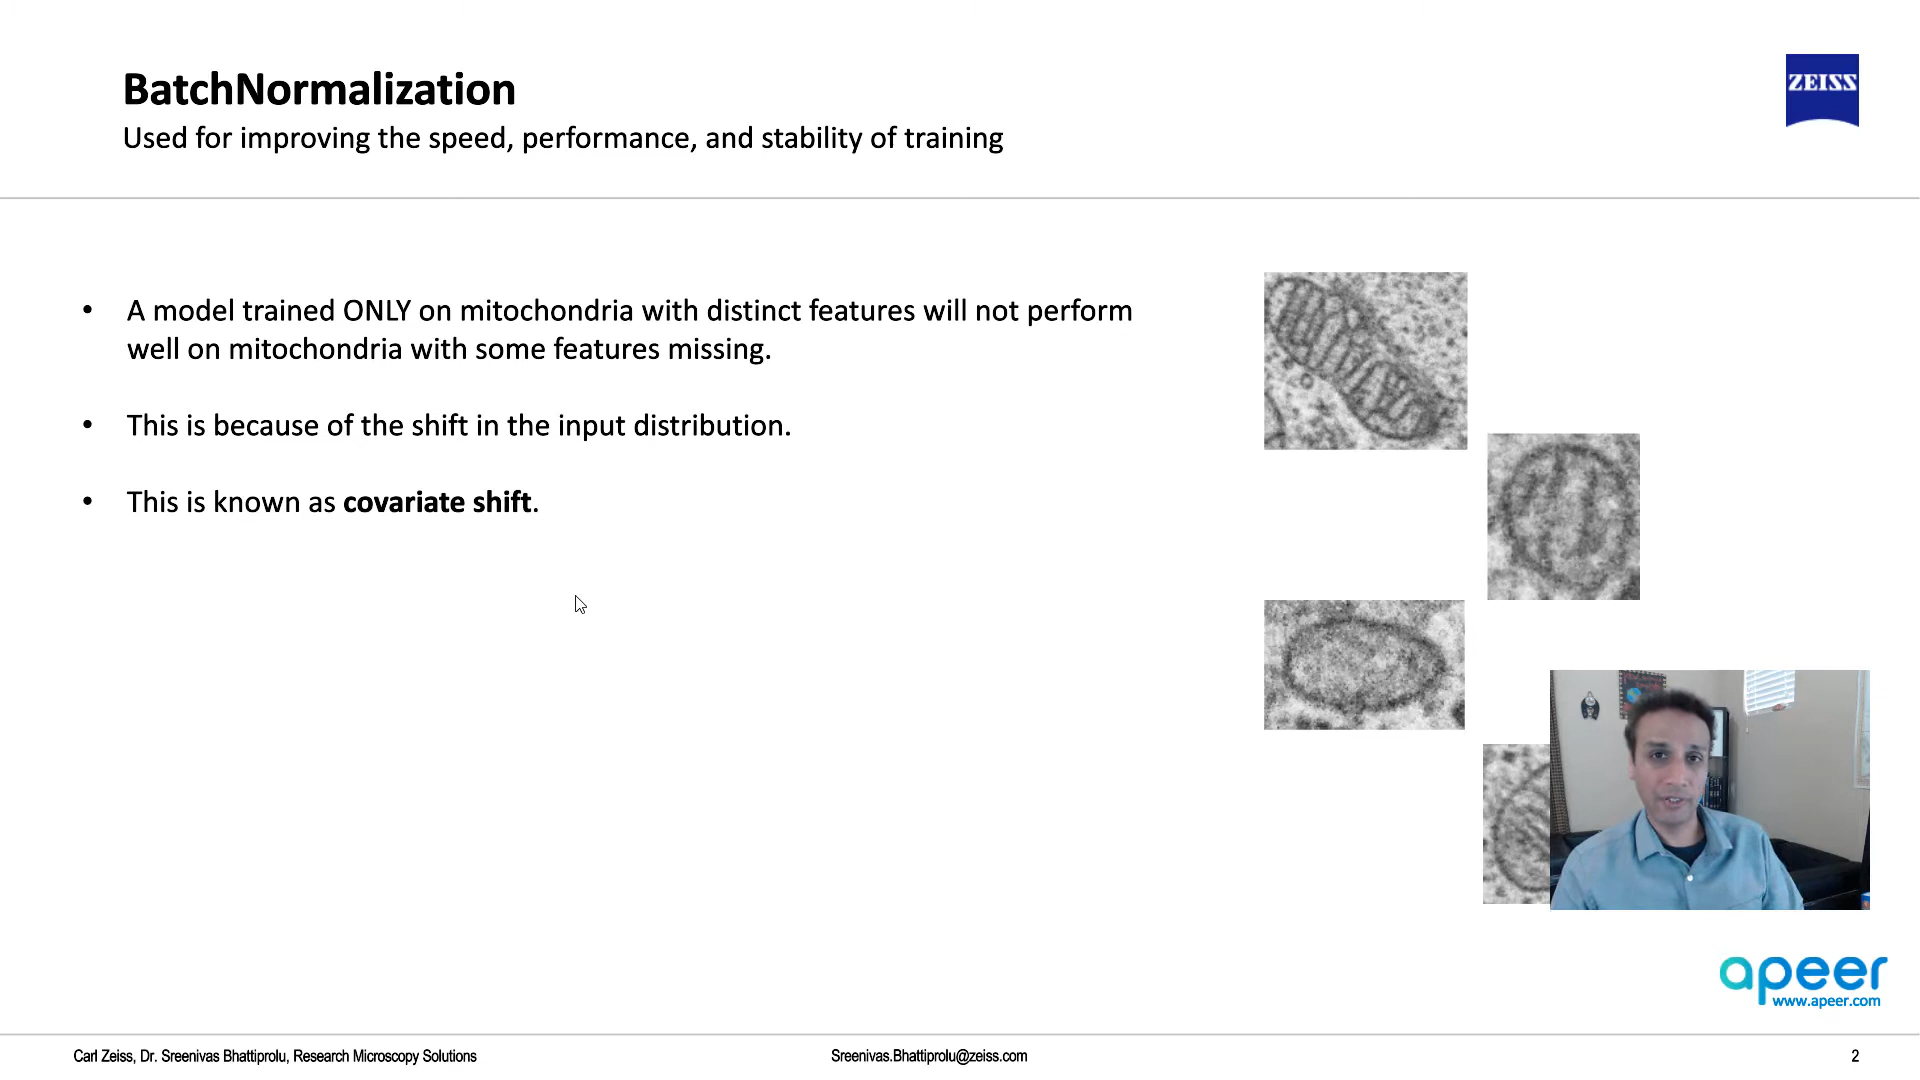 BatchNormalization
Used for improving the speed, performance, and stability of training
ZEISS
• A model trained ONLY on mitochondria with distinct features will not perform
well on mitochondria with some features missing.
• This is because of the shift in the input distribution.
• This is known as covariate shift.
apeer
www.apeer.com
Carl Zeiss, Dr. Sreenivas Bhattiprolu, Research Microscopy Solutions
Sreenivas.Bhattiprolu@zeiss.com
2